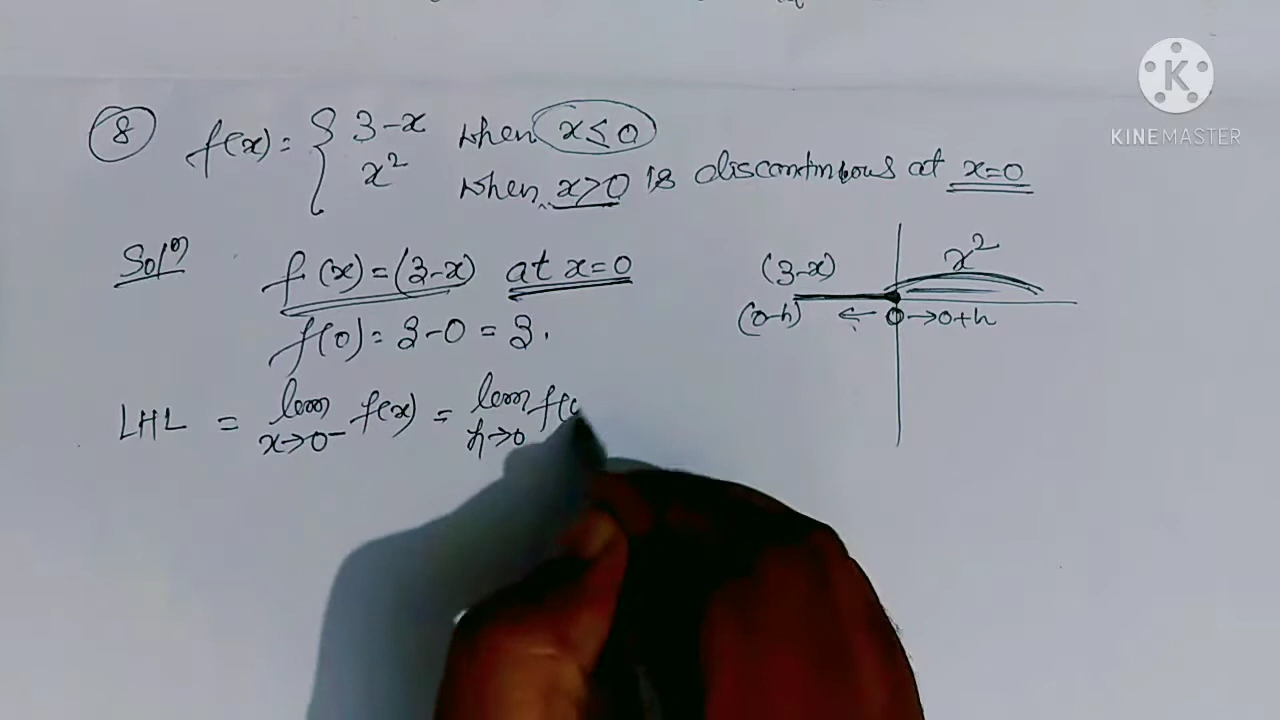 KINEMASTER
⑧ f(x) = { 3-x when x ≤ 0
x² when x>0 is discontinuous at x=0
Solⁿ f(x) = (3-x) at x=0
f(0) = 3-0 = 3.
LHL = lim x→0⁻ f(x) = lim h→0 f(
x²
(3-x)
(0-h) ← 0 → 0+h